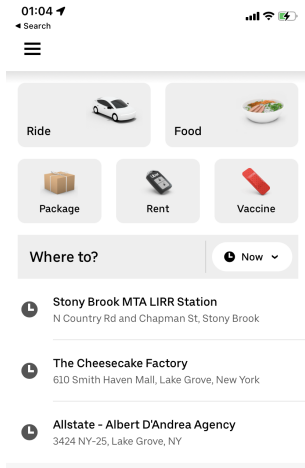 01:04
◄ Search
Ride
Food
Package
Rent
Vaccine
Where to?
Now
Stony Brook MTA LIRR Station
N Country Rd and Chapman St, Stony Brook
The Cheesecake Factory
610 Smith Haven Mall, Lake Grove, New York
Allstate - Albert D'Andrea Agency
3424 NY-25, Lake Grove, NY